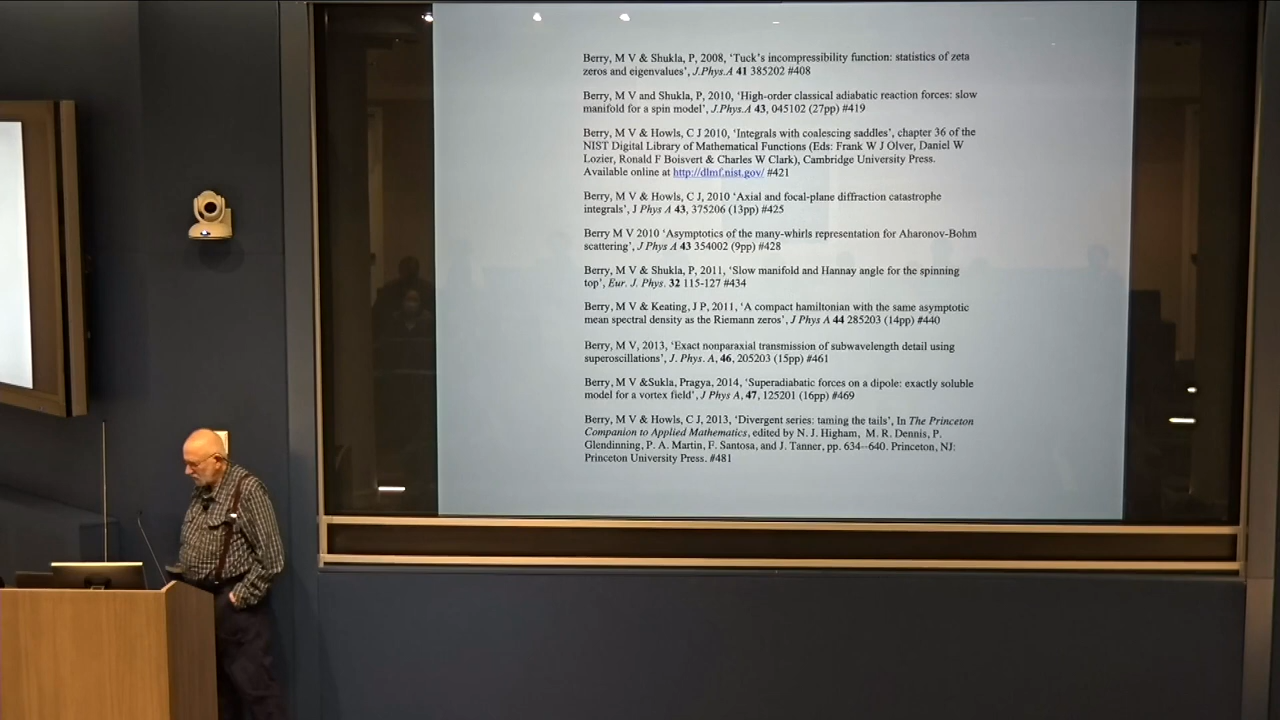 Berry, M V & Shukla, P, 2008, 'Tuck's incompressibility function: statistics of zeta
zeros and eigenvalues', J.Phys.A 41 385202 #408
Berry, M V and Shukla, P, 2010, 'High-order classical adiabatic reaction forces: slow
manifold for a spin model', J.Phys.A 43, 045102 (27pp) #419
Berry, M V & Howls, C J 2010, 'Integrals with coalescing saddles', chapter 36 of the
NIST Digital Library of Mathematical Functions (Eds: Frank W J Olver, Daniel W
Lozier, Ronald F Boisvert & Charles W Clark), Cambridge University Press.
Available online at http://dlmf.nist.gov/ #421
Berry, M V & Howls, C J, 2010 'Axial and focal-plane diffraction catastrophe
integrals', J Phys A 43, 375206 (13pp) #425
Berry M V 2010 'Asymptotics of the many-whirls representation for Aharonov-Bohm
scattering', J Phys A 43 354002 (9pp) #428
Berry, M V & Shukla, P, 2011, 'Slow manifold and Hannay angle for the spinning
top', Eur. J. Phys. 32 115-127 #434
Berry, M V & Keating, J P, 2011, 'A compact hamiltonian with the same asymptotic
mean spectral density as the Riemann zeros', J Phys A 44 285203 (14pp) #440
Berry, M V, 2013, 'Exact nonparaxial transmission of subwavelength detail using
superoscillations', J. Phys. A, 46, 205203 (15pp) #461
Berry, M V &Sukla, Pragya, 2014, 'Superadiabatic forces on a dipole: exactly soluble
model for a vortex field', J Phys A, 47, 125201 (16pp) #469
Berry, M V & Howls, C J, 2013, 'Divergent series: taming the tails', In The Princeton
Companion to Applied Mathematics, edited by N. J. Higham, M. R. Dennis, P.
Glendinning, P. A. Martin, F. Santosa, and J. Tanner, pp. 634--640. Princeton, NJ:
Princeton University Press. #481